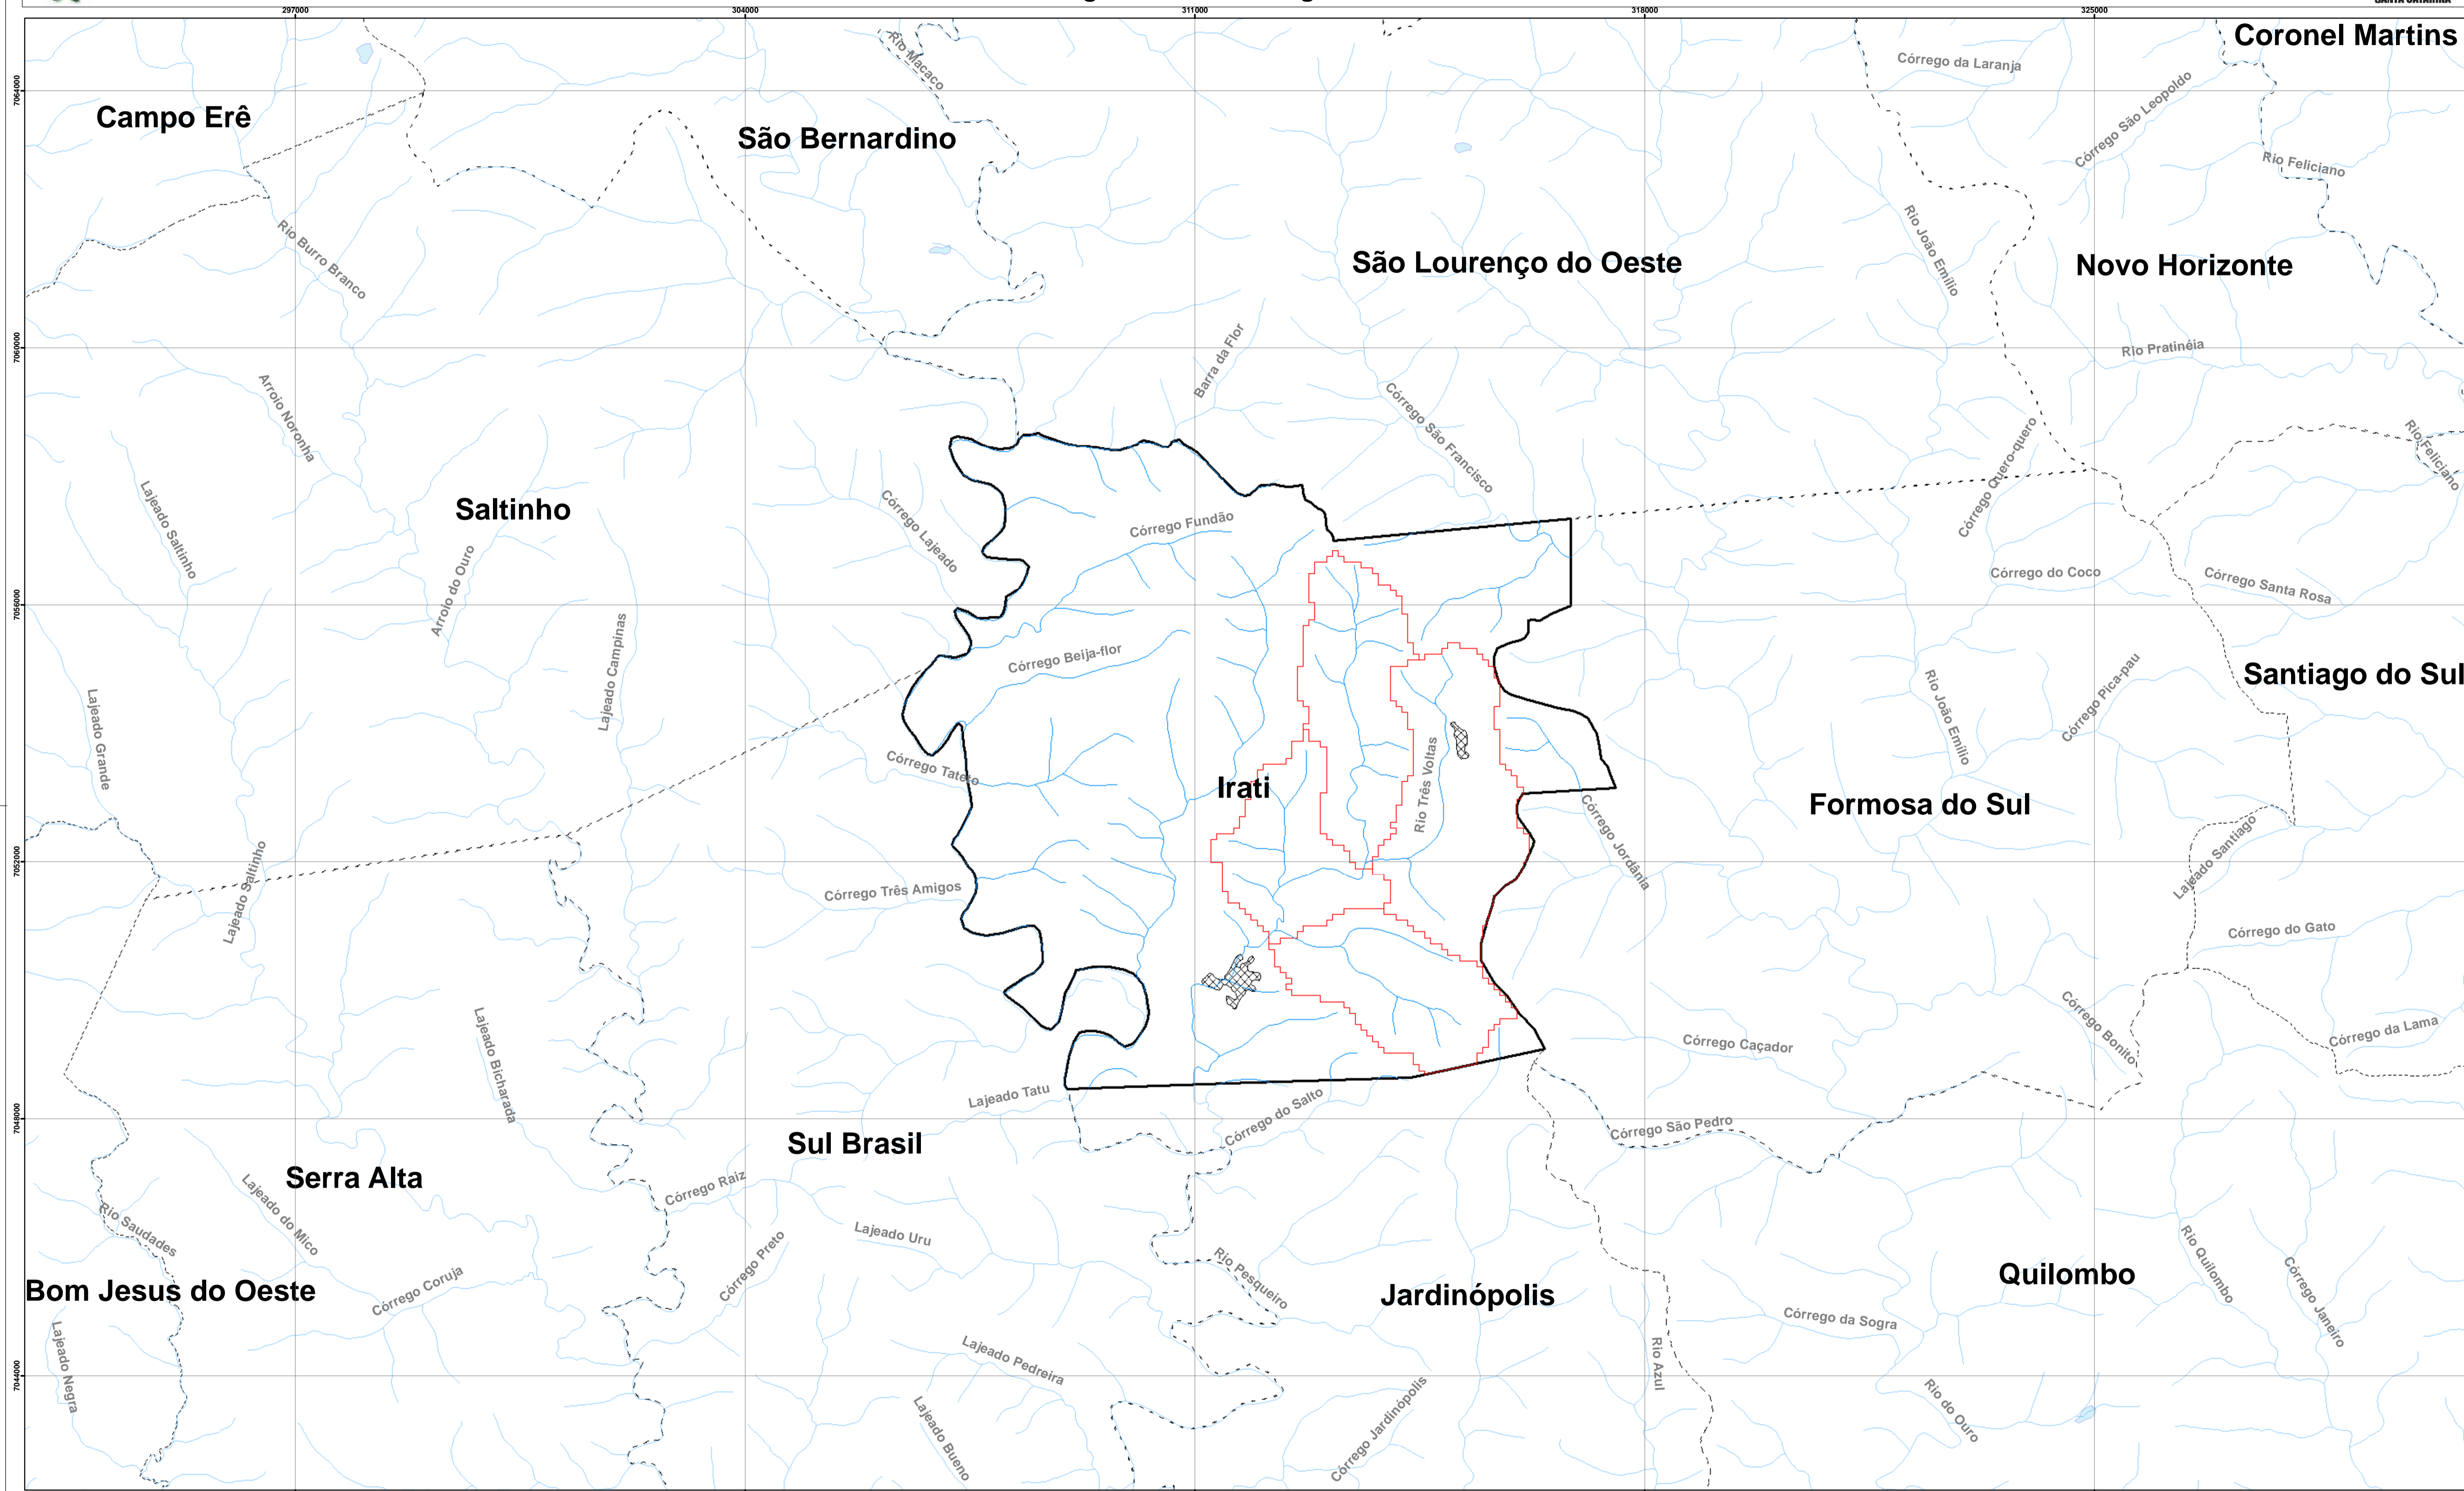 297000
304000
311000
318000
325000
Coronel Martins
Rio Macaco
Córrego da Laranja
7064000
Campo Erê
São Bernardino
Córrego São Leopoldo
Rio Feliciano
Rio Burro Branco
São Lourenço do Oeste
Rio João Emílio
Novo Horizonte
7060000
Barra da Flor
Rio Pratinéia
Arroio Noronha
Córrego São Francisco
Córrego Quero-quero
Rio Feliciano
Lajeado Saltinho
Saltinho
Córrego Lajeado
Córrego Fundão
Arroio do Ouro
Córrego do Coco
Córrego Santa Rosa
7056000
Lajeado Campinas
Córrego Beija-flor
Córrego Pica-pau
Santiago do Sul
Lajeado Grande
Rio João Emílio
Córrego Tateto
Irati
Rio Três Voltas
Formosa do Sul
Córrego Jordânia
Lajeado Santiago
7052000
Lajeado Saltinho
Córrego Três Amigos
Córrego do Gato
Lajeado Bicharada
Córrego Caçador
Córrego Bonito
Córrego da Lama
Lajeado Tatu
Córrego do Salto
7048000
Córrego São Pedro
Sul Brasil
Serra Alta
Lajeado do Mico
Córrego Raiz
Rio Saudades
Lajeado Uru
Córrego Preto
Rio Pesqueiro
Rio Quilombo
Córrego Janeiro
Bom Jesus do Oeste
Córrego Coruja
Jardinópolis
Quilombo
Córrego da Sogra
Lajeado Negra
Lajeado Pedreira
Rio Azul
7044000
Lajeado Bueno
Córrego Jardinópolis
Rio do Ouro